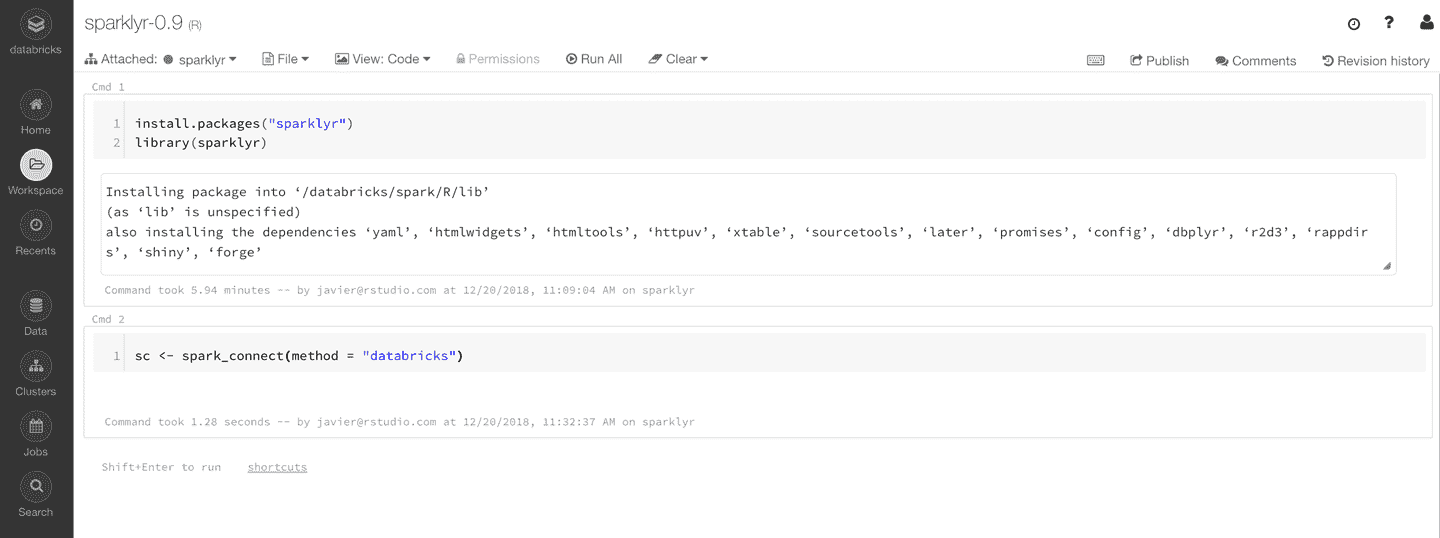 databricks
Home
Workspace
Recents
Data
Clusters
Jobs
Search
sparklyr-0.9 (R)
?
Attached: sparklyr File View: Code Permissions Run All Clear Publish Comments Revision history
Cmd 1
1 install.packages("sparklyr")
2 library(sparklyr)
Installing package into ‘/databricks/spark/R/lib’
(as ‘lib’ is unspecified)
also installing the dependencies ‘yaml’, ‘htmlwidgets’, ‘htmltools’, ‘httpuv’, ‘xtable’, ‘sourcetools’, ‘later’, ‘promises’, ‘config’, ‘dbplyr’, ‘r2d3’, ‘rappdir
s’, ‘shiny’, ‘forge’
Command took 5.94 minutes -- by javier@rstudio.com at 12/20/2018, 11:09:04 AM on sparklyr
Cmd 2
1 sc <- spark_connect(method = "databricks")
Command took 1.28 seconds -- by javier@rstudio.com at 12/20/2018, 11:32:37 AM on sparklyr
Shift+Enter to run shortcuts